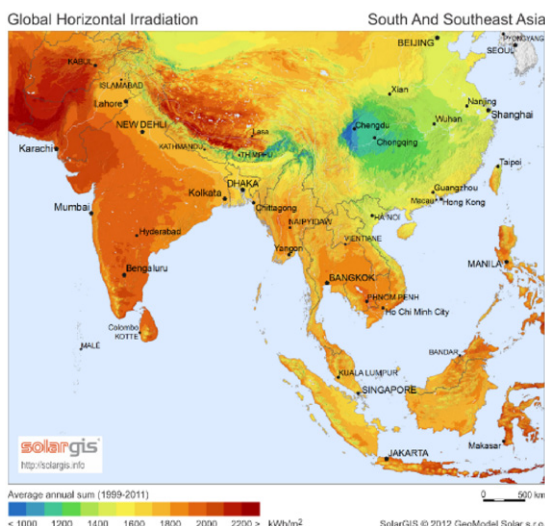 Global Horizontal Irradiation
South And Southeast Asia
BEIJING
PYONGYANG
SEOUL
KABUL
ISLAMABAD
Lahore
Xian
Nanjing
Shanghai
NEW DEHLI
Lasa
Chengdu
Wuhan
Chongqing
KATHMANDU
THIMPHU
Karachi
Taipei
DHAKA
Guangzhou
Kolkata
Macau
Hong Kong
Mumbai
Chittagong
HA NOI
NAIPYIDAW
Hyderabad
VIENTIANE
Yangon
MANILA
Bengaluru
BANGKOK
PHNOM PENH
Ho Chi Minh City
Colombo
KOTTE
MALÉ
BANDAR
KUALA LUMPUR
SINGAPORE
solargis
http://solargis.info
JAKARTA
Makasar
Average annual sum (1999-2011)
0 500 km
< 1000 1200 1400 1600 1800 2000 2200 > kWh/m²
SolarGIS © 2012 GeoModel Solar s.r.o.